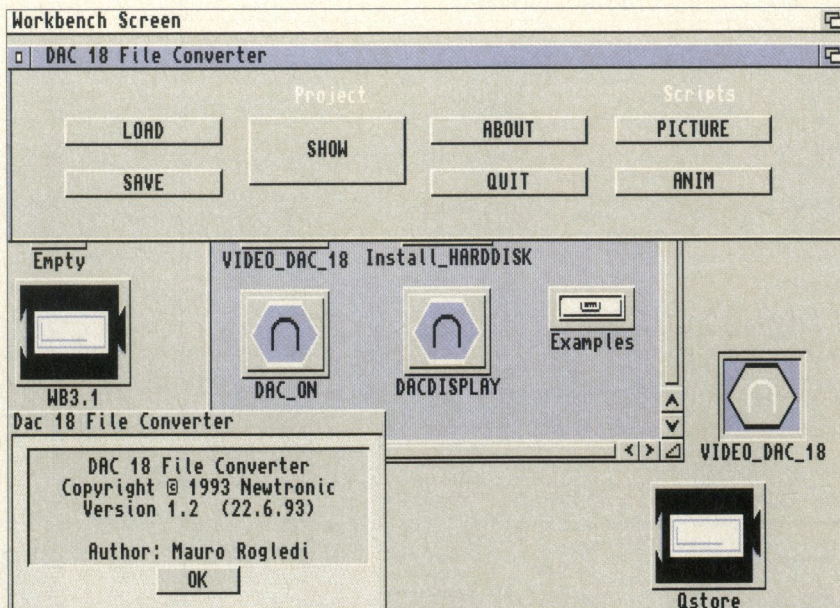 Workbench Screen
DAC 18 File Converter
Project
Scripts
LOAD
SHOW
ABOUT
PICTURE
SAVE
QUIT
ANIM
Empty
VIDEO_DAC_18
Install_HARDDISK
WB3.1
DAC_ON
DACDISPLAY
Examples
VIDEO_DAC_18
Dac 18 File Converter
DAC 18 File Converter
Copyright © 1993 Newtronic
Version 1.2 (22.6.93)
Author: Mauro Rogledi
OK
Qstore